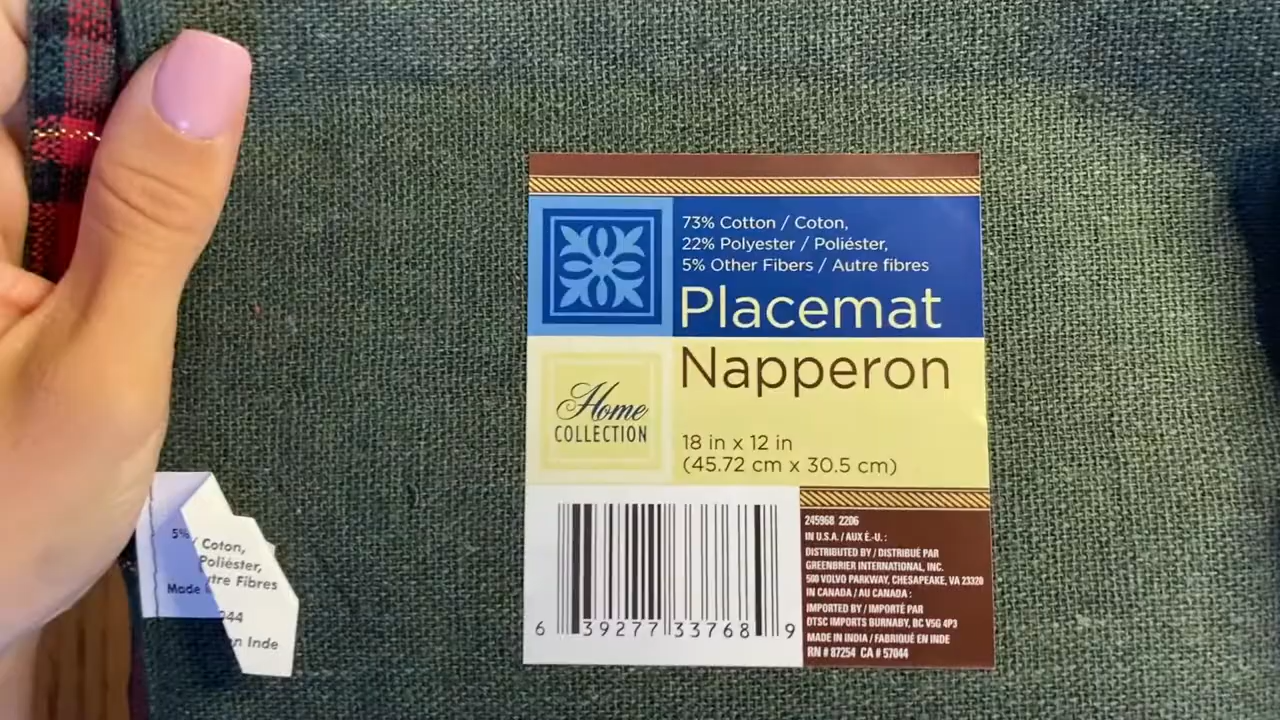 73% Cotton / Coton,
22% Polyester / Poliéster,
5% Other Fibers / Autre fibres
Placemat
Napperon
Home
COLLECTION
18 in x 12 in
(45.72 cm x 30.5 cm)
6 39277 33768 9
245968 2206
IN U.S.A. / AUX É.-U. :
DISTRIBUTED BY / DISTRIBUÉ PAR
GREENBRIER INTERNATIONAL, INC.
500 VOLVO PARKWAY, CHESAPEAKE, VA 23320
IN CANADA / AU CANADA :
IMPORTED BY / IMPORTÉ PAR
DTSC IMPORTS BURNABY, BC V5G 4P3
MADE IN INDIA / FABRIQUÉ EN INDE
RN # 87254 CA # 57044
5% / Coton,
Poliéster,
Fibres
Made
Inde